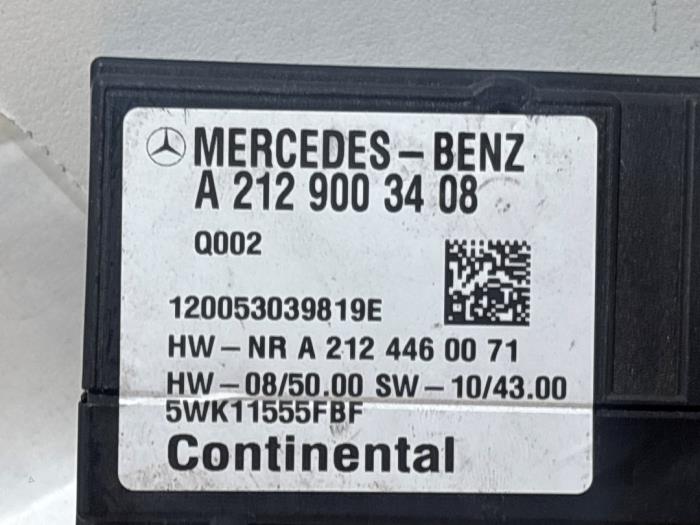 MERCEDES-BENZ
A 212 900 34 08
Q002
120053039819E
HW-NR A 212 446 00 71
HW-08/50.00 SW-10/43.00
5WK11555FBF
Continental